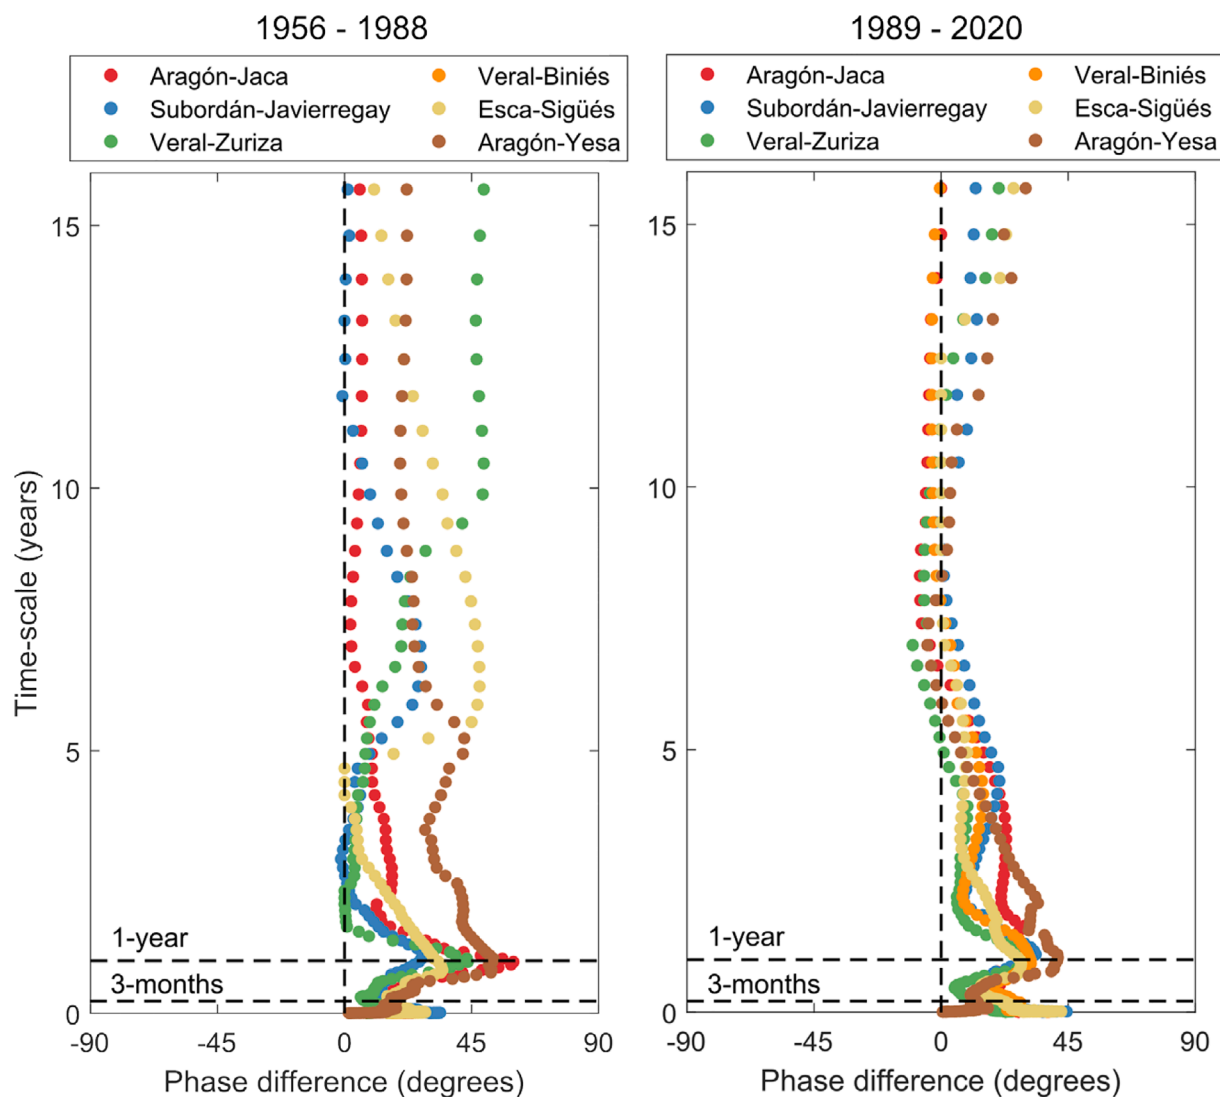 1956 - 1988
Aragón-Jaca
Subordán-Javierregay
Veral-Zuriza
Veral-Biniés
Esca-Sigüés
Aragón-Yesa
Time-scale (years)
15
10
5
0
1-year
3-months
-90
-45
0
45
90
Phase difference (degrees)
1989 - 2020
Aragón-Jaca
Subordán-Javierregay
Veral-Zuriza
Veral-Biniés
Esca-Sigüés
Aragón-Yesa
15
10
5
0
1-year
3-months
-90
-45
0
45
90
Phase difference (degrees)